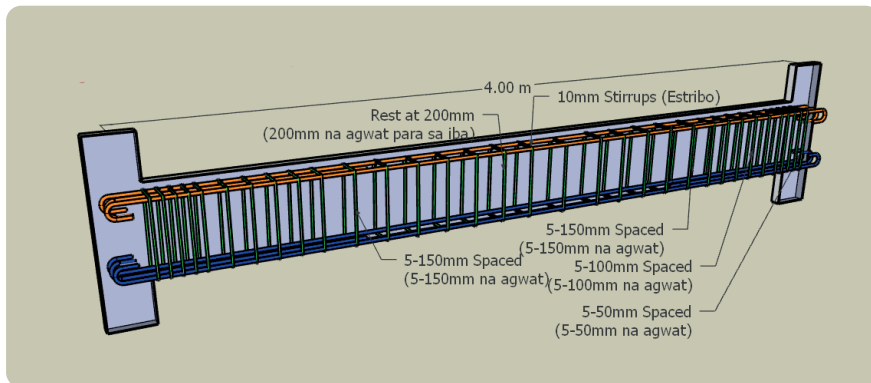 4.00 m
10mm Stirrups (Estribo)
Rest at 200mm
(200mm na agwat para sa iba)
5-150mm Spaced
(5-150mm na agwat)
5-150mm Spaced
(5-150mm na agwat)
5-100mm Spaced
(5-100mm na agwat)
5-50mm Spaced
(5-50mm na agwat)